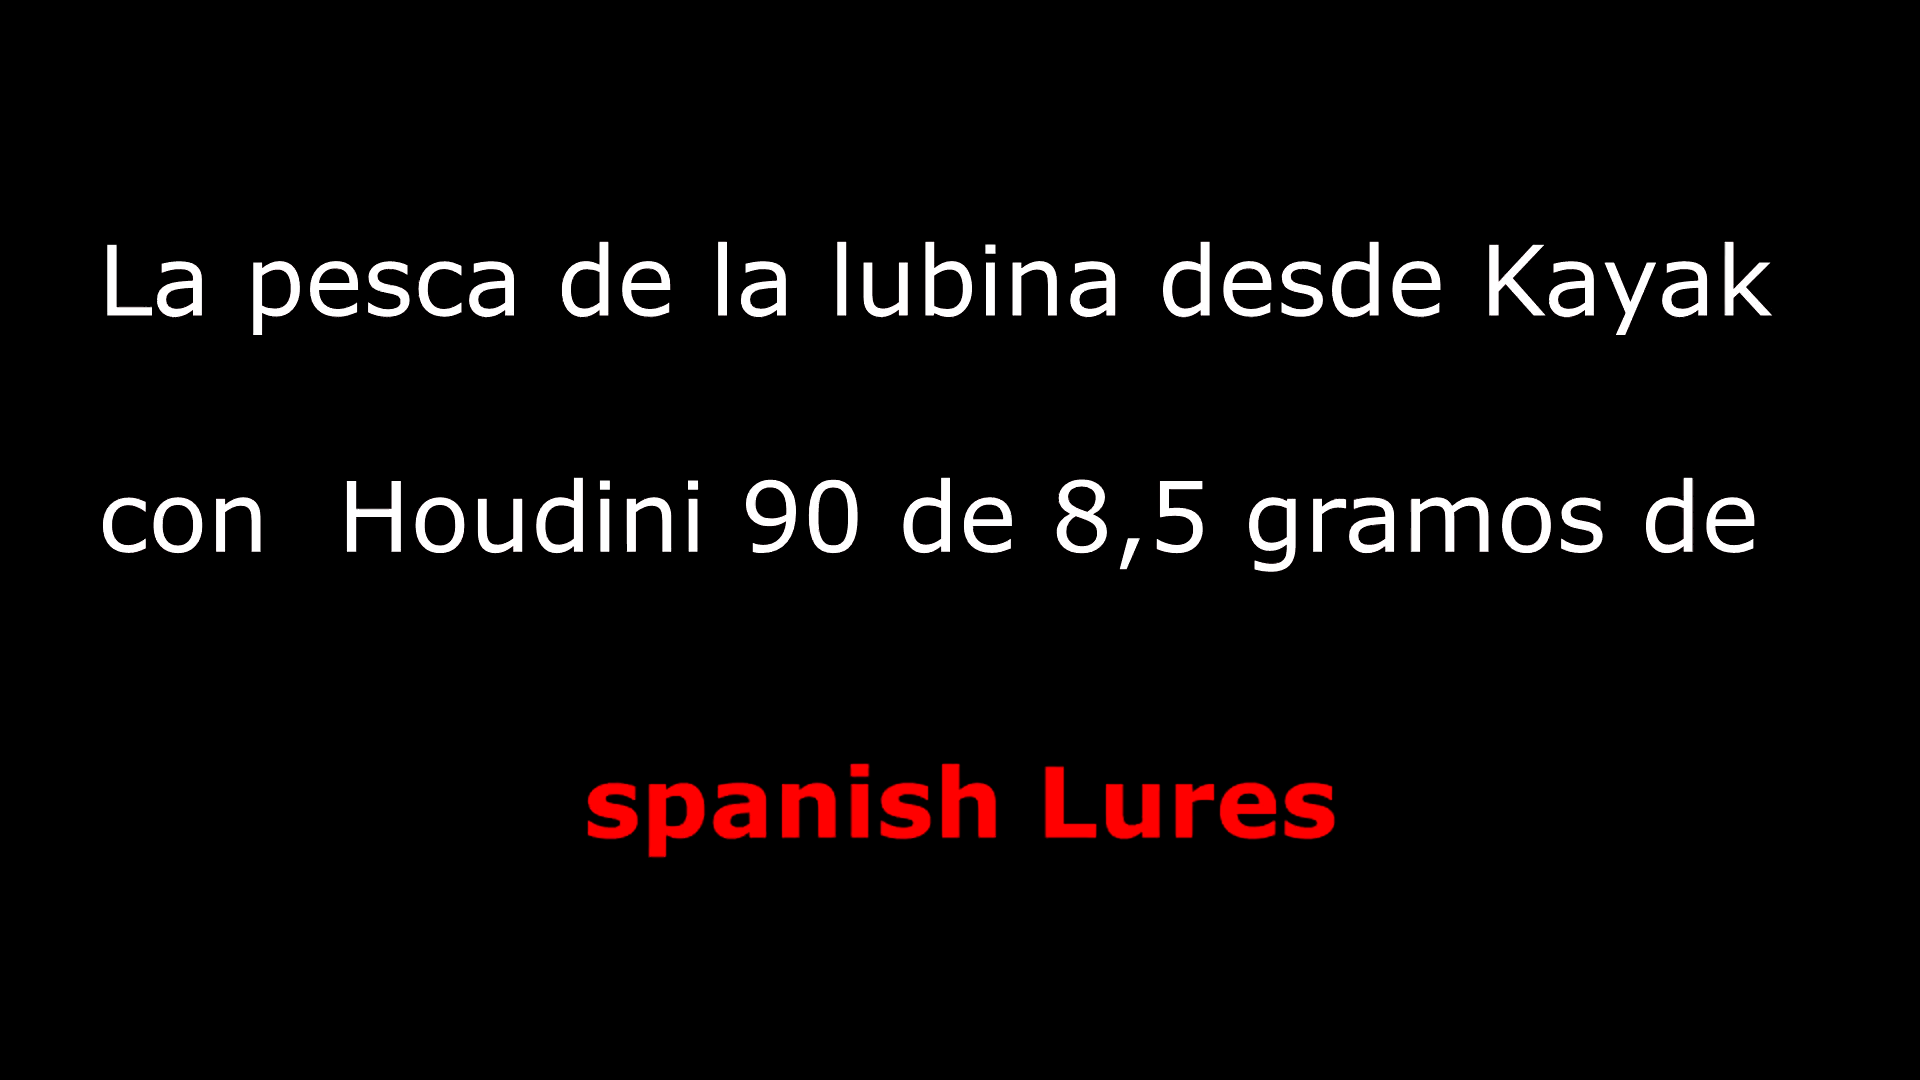 La pesca de la lubina desde Kayak
con  Houdini 90 de 8,5 gramos de
spanish Lures